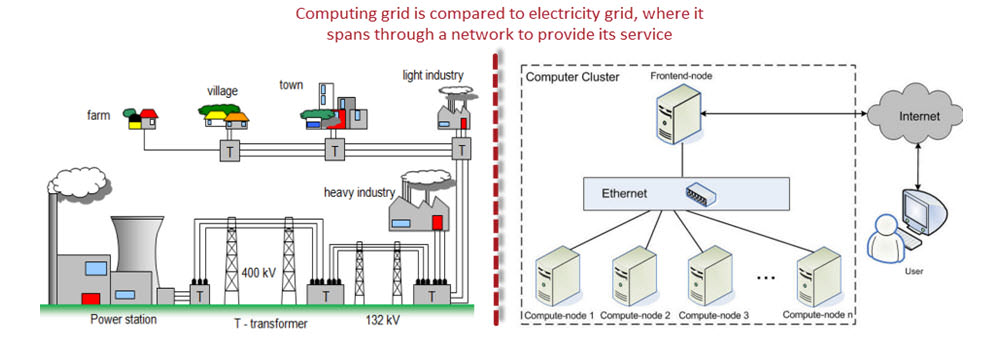 Computing grid is compared to electricity grid, where it
spans through a network to provide its service
light industry
town
village
farm
T
T
T
heavy industry
400 kV
T
T
T
Power station
T - transformer
132 kV
Computer Cluster
Frontend-node
Internet
Ethernet
User
...
Compute-node 1
Compute-node 2
Compute-node 3
Compute-node n